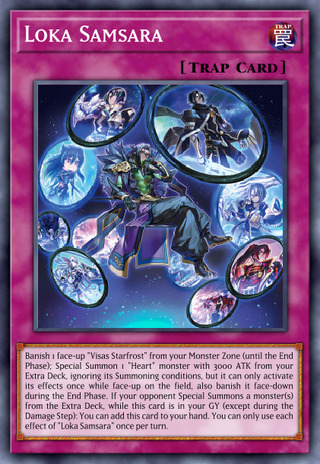 Loka Samsara
TRAP
罠
[Trap Card]
Banish 1 face-up "Visas Starfrost" from your Monster Zone (until the End
Phase); Special Summon 1 "Heart" monster with 3000 ATK from your
Extra Deck, ignoring its Summoning conditions, but it can only activate
its effects once while face-up on the field, also banish it face-down
during the End Phase. If your opponent Special Summons a monster(s)
from the Extra Deck, while this card is in your GY (except during the
Damage Step): You can add this card to your hand. You can only use each
effect of "Loka Samsara" once per turn.